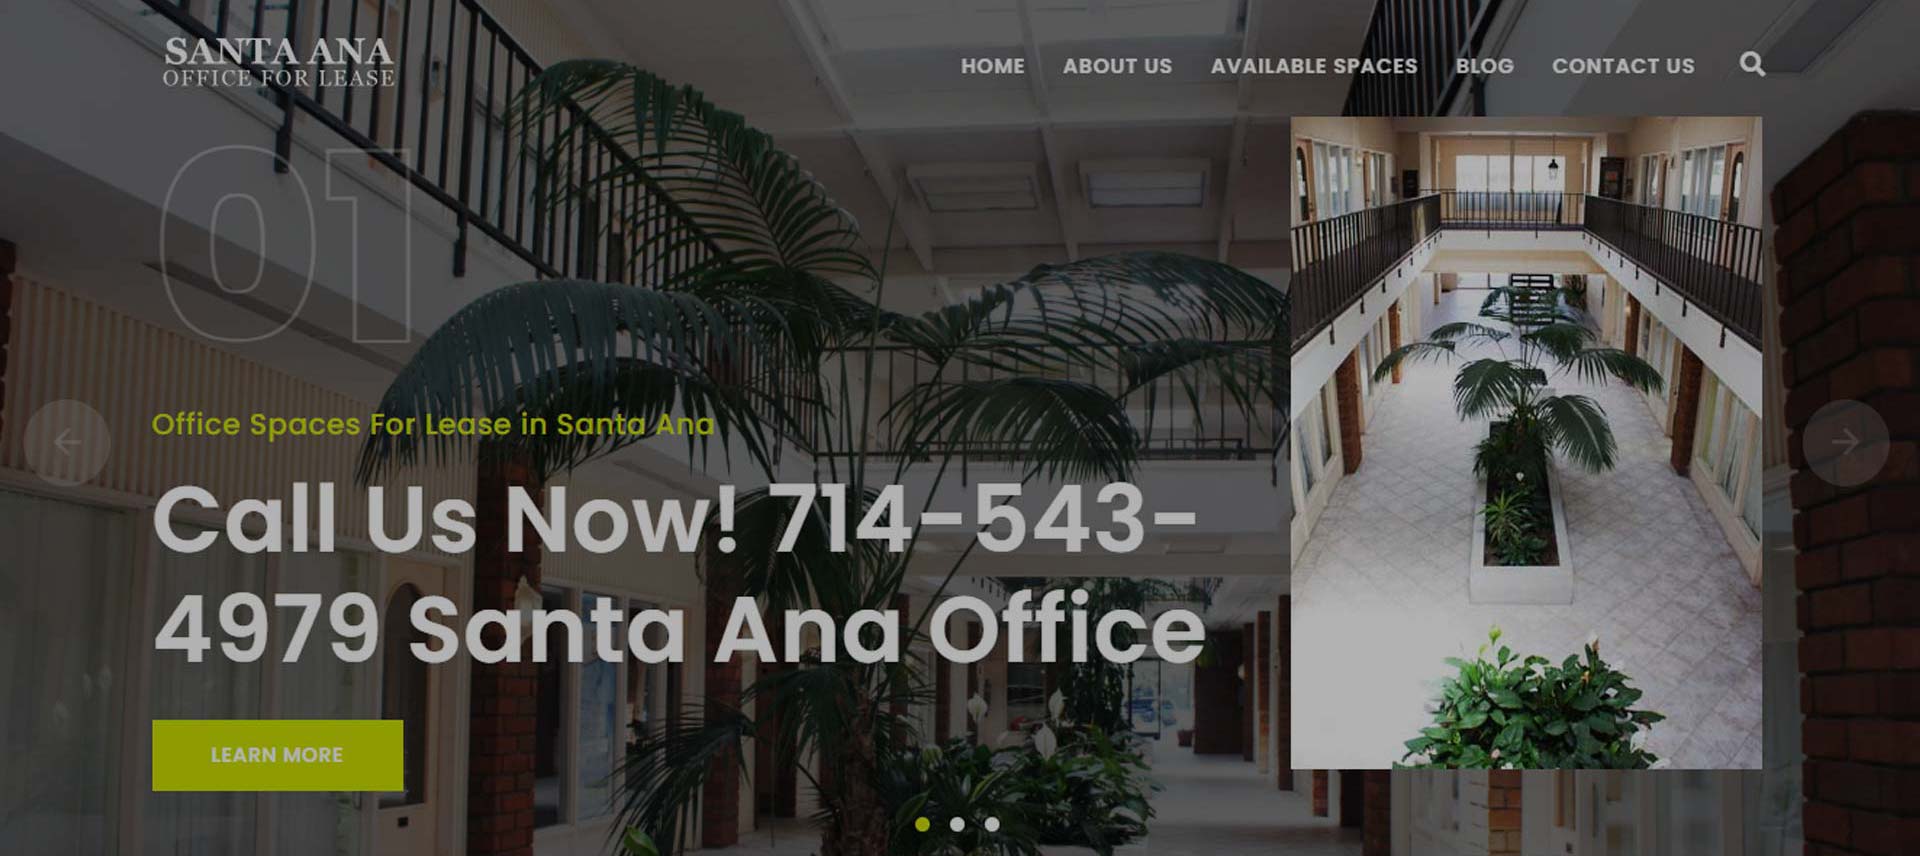 SANTA ANA
OFFICE FOR LEASE
HOME ABOUT US AVAILABLE SPACES BLOG CONTACT US
01
Office Spaces For Lease in Santa Ana
Call Us Now! 714-543-
4979 Santa Ana Office
LEARN MORE